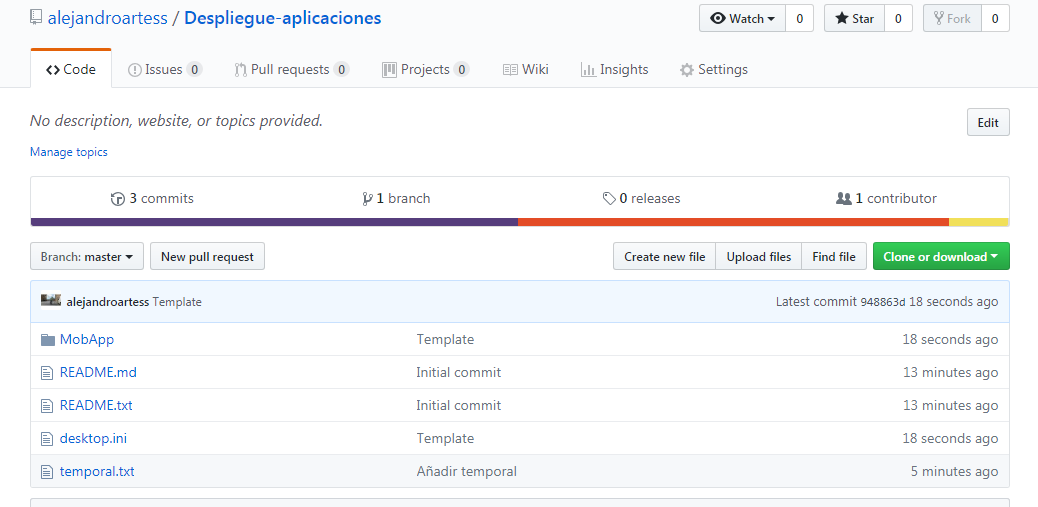 alejandroartess / Despliegue-aplicaciones Watch 0 Star 0 Fork 0
Code Issues 0 Pull requests 0 Projects 0 Wiki Insights Settings
No description, website, or topics provided. Edit
Manage topics
3 commits 1 branch 0 releases 1 contributor
Branch: master New pull request Create new file Upload files Find file Clone or download
alejandroartess Template Latest commit 948863d 18 seconds ago
MobApp Template 18 seconds ago
README.md Initial commit 13 minutes ago
README.txt Initial commit 13 minutes ago
desktop.ini Template 18 seconds ago
temporal.txt Añadir temporal 5 minutes ago